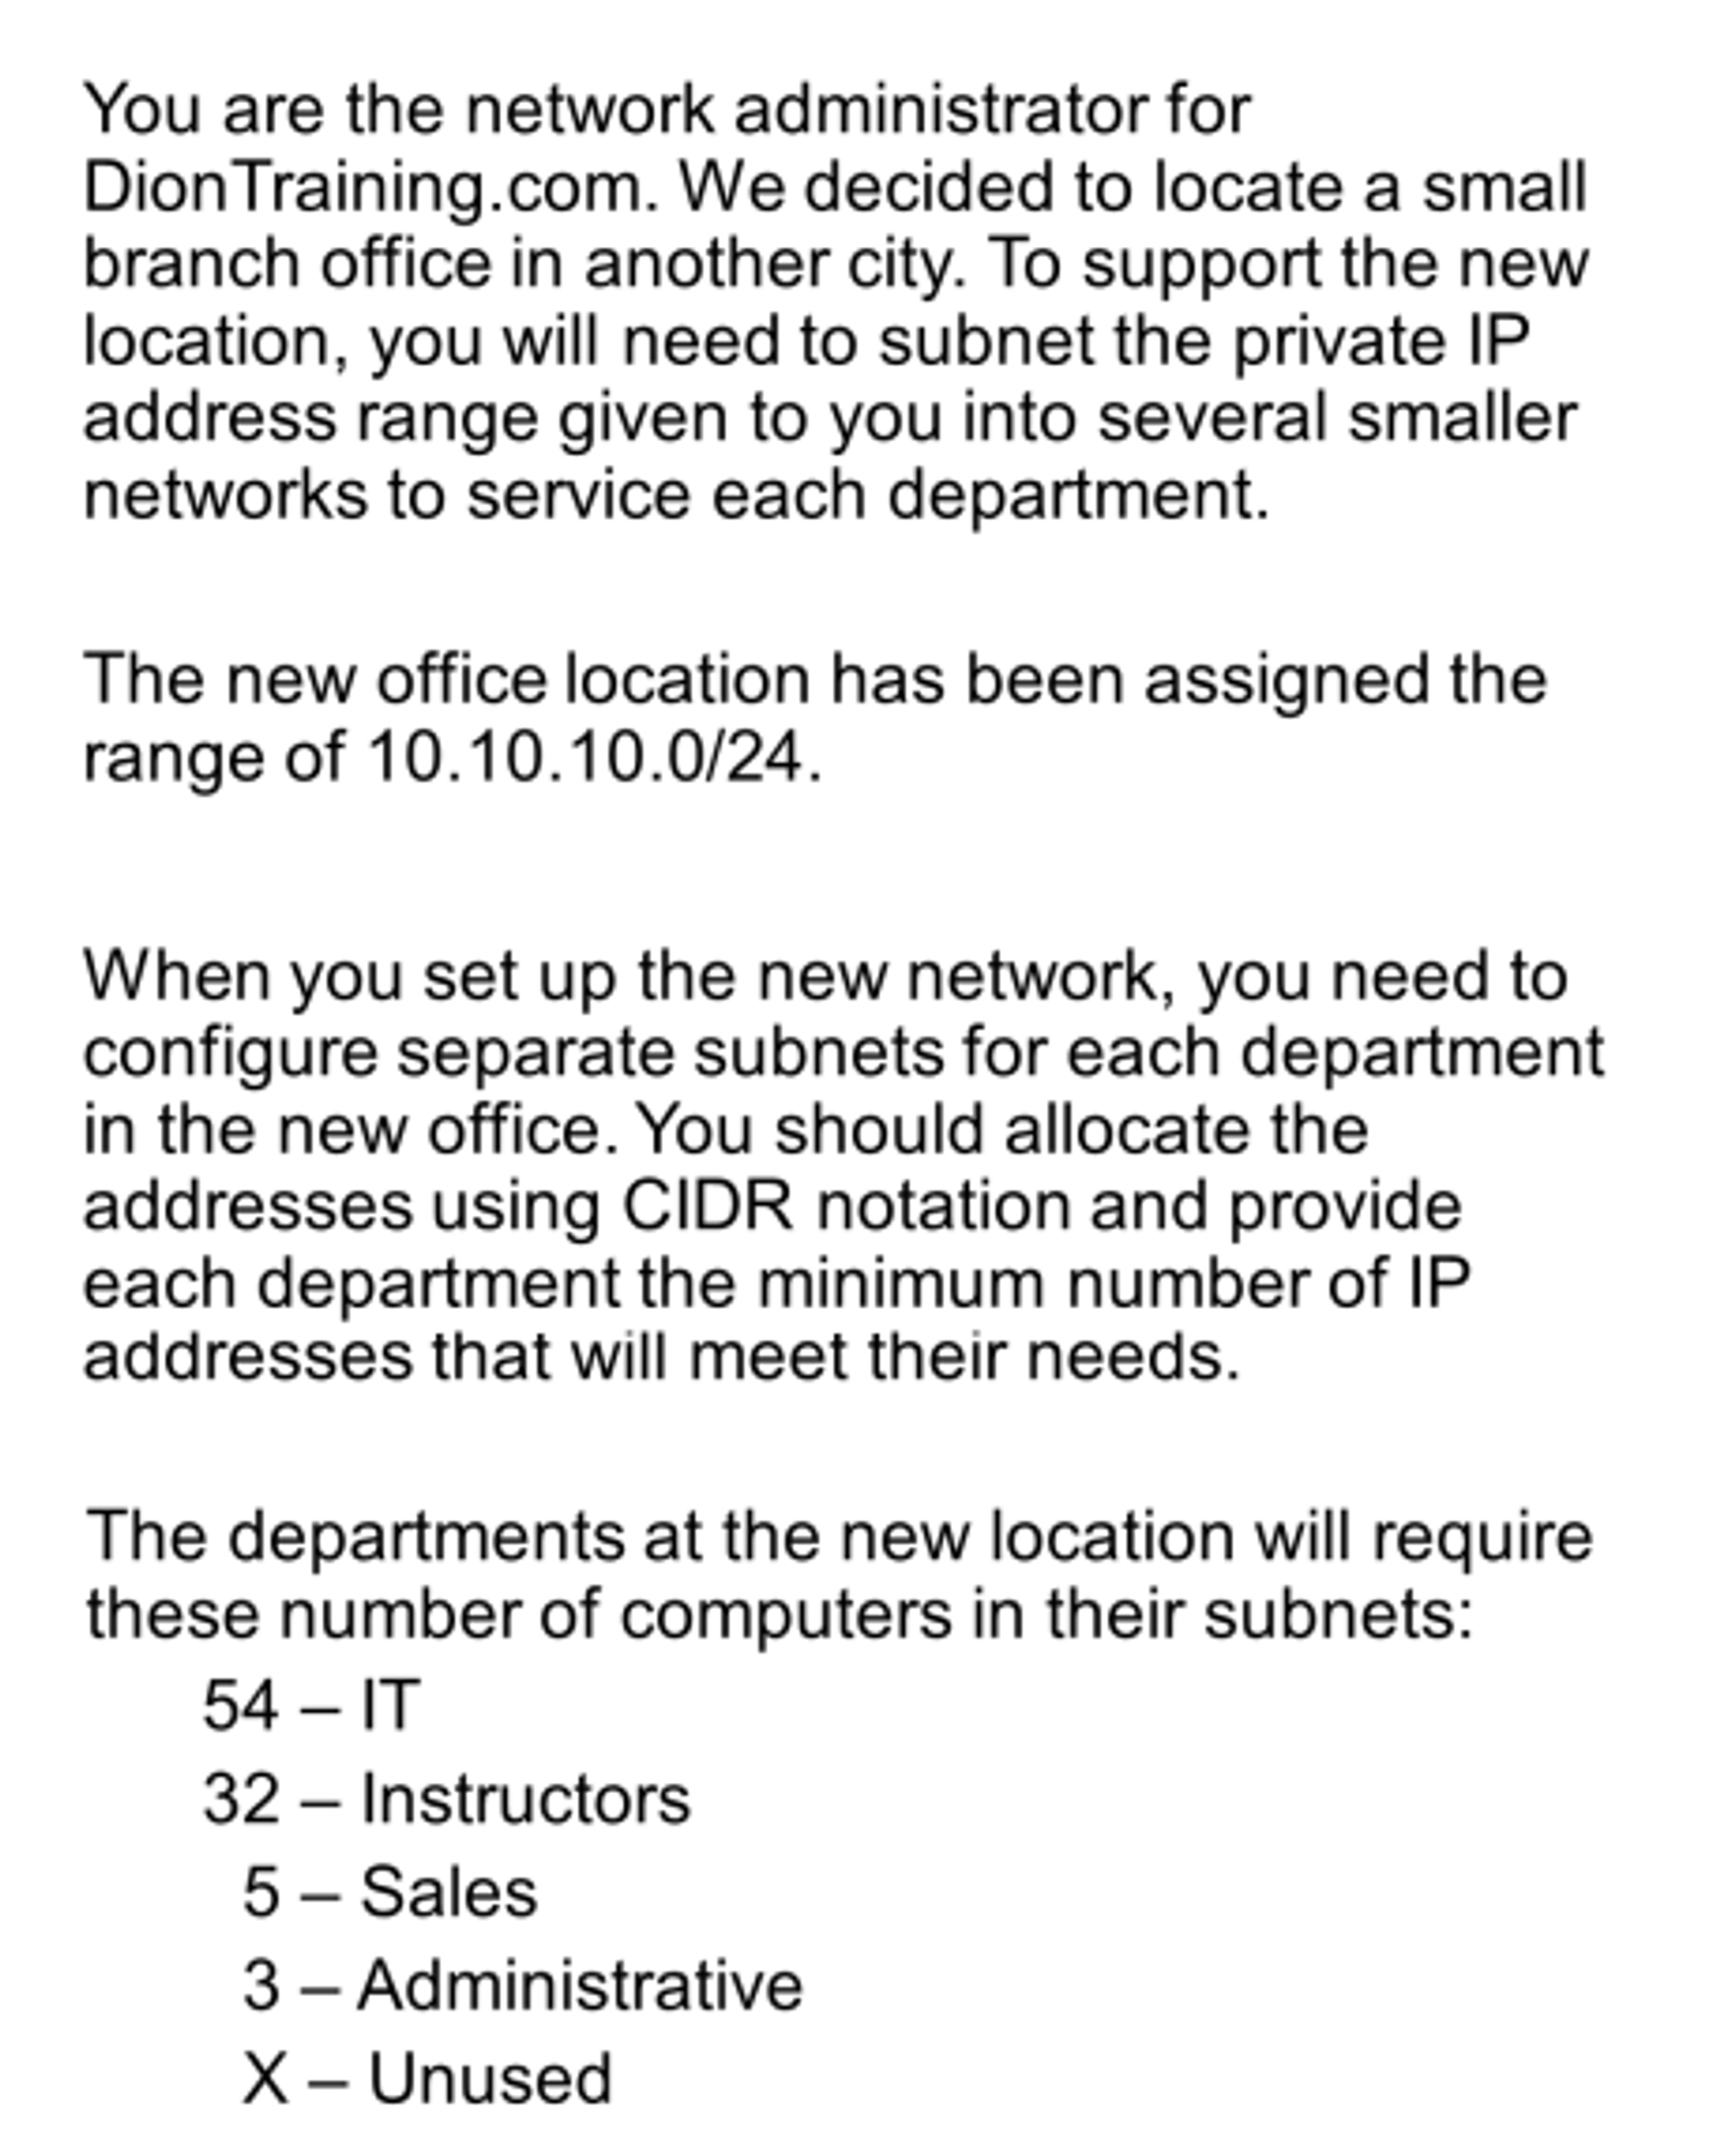 You are the network administrator for
DionTraining.com. We decided to locate a small
branch office in another city. To support the new
location, you will need to subnet the private IP
address range given to you into several smaller
networks to service each department.
The new office location has been assigned the
range of 10.10.10.0/24.
When you set up the new network, you need to
configure separate subnets for each department
in the new office. You should allocate the
addresses using CIDR notation and provide
each department the minimum number of IP
addresses that will meet their needs.
The departments at the new location will require
these number of computers in their subnets:
54 – IT
32 – Instructors
5 – Sales
3 – Administrative
X – Unused